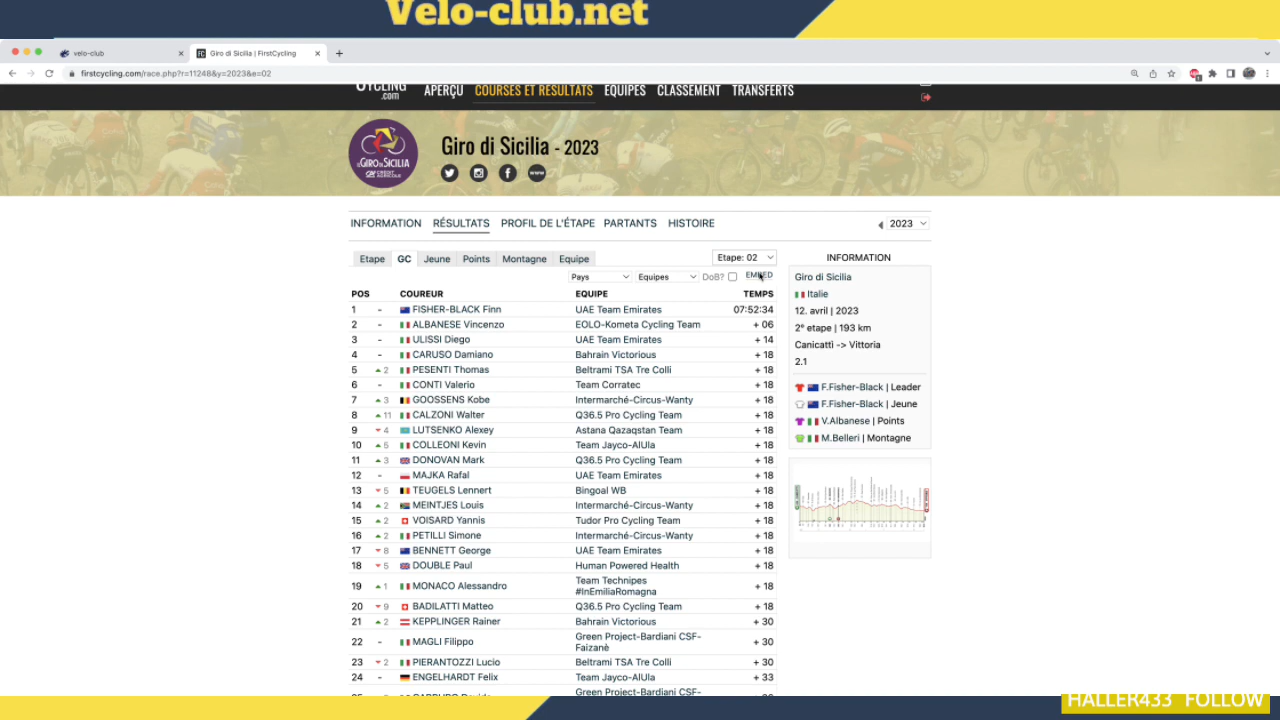 Velo-club.net
velo-club
Giro di Sicilia | FirstCycling
firstcycling.com/race.php?r=11248&y=2023&e=02
CYCLING
.com
APERÇU COURSES ET RESULTATS EQUIPES CLASSEMENT TRANSFERTS
IL GIRO DI SICILIA
CRÉDIT AGRICOLE
Giro di Sicilia - 2023
www
INFORMATION RÉSULTATS PROFIL DE L'ÉTAPE PARTANTS HISTOIRE 2023
Etape GC Jeune Points Montagne Equipe Etape: 02
Pays Equipes DoB? EMBED
POS COUREUR EQUIPE TEMPS
1 - FISHER-BLACK Finn UAE Team Emirates 07:52:34
2 - ALBANESE Vincenzo EOLO-Kometa Cycling Team + 06
3 - ULISSI Diego UAE Team Emirates + 14
4 - CARUSO Damiano Bahrain Victorious + 18
5 2 PESENTI Thomas Beltrami TSA Tre Colli + 18
6 - CONTI Valerio Team Corratec + 18
7 3 GOOSSENS Kobe Intermarché-Circus-Wanty + 18
8 11 CALZONI Walter Q36.5 Pro Cycling Team + 18
9 4 LUTSENKO Alexey Astana Qazaqstan Team + 18
10 5 COLLEONI Kevin Team Jayco-AlUla + 18
11 3 DONOVAN Mark Q36.5 Pro Cycling Team + 18
12 - MAJKA Rafal UAE Team Emirates + 18
13 5 TEUGELS Lennert Bingoal WB + 18
14 2 MEINTJES Louis Intermarché-Circus-Wanty + 18
15 2 VOISARD Yannis Tudor Pro Cycling Team + 18
16 2 PETILLI Simone Intermarché-Circus-Wanty + 18
17 8 BENNETT George UAE Team Emirates + 18
18 5 DOUBLE Paul Human Powered Health + 18
19 1 MONACO Alessandro Team Technipes #InEmiliaRomagna + 18
20 9 BADILATTI Matteo Q36.5 Pro Cycling Team + 18
21 2 KEPPLINGER Rainer Bahrain Victorious + 30
22 - MAGLI Filippo Green Project-Bardiani CSF-Faizanè + 30
23 2 PIERANTOZZI Lucio Beltrami TSA Tre Colli + 30
24 - ENGELHARDT Felix Team Jayco-AlUla + 33
Green Project-Bardiani CSF-
INFORMATION
Giro di Sicilia
Italie
12. avril | 2023
2° etape | 193 km
Canicattì -> Vittoria
2.1
F.Fisher-Black | Leader
F.Fisher-Black | Jeune
V.Albanese | Points
M.Belleri | Montagne
HALLER433 FOLLOW